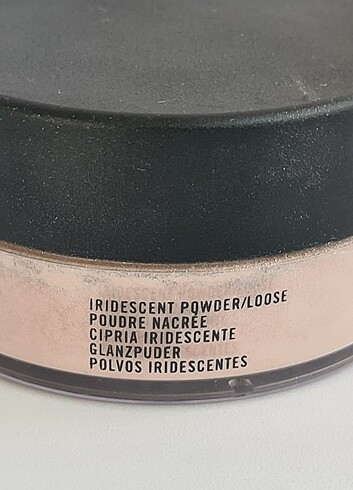 IRIDESCENT POWDER/LOOSE
POUDRE NACRÉE
CIPRIA IRIDESCENTE
GLANZPUDER
POLVOS IRIDESCENTES